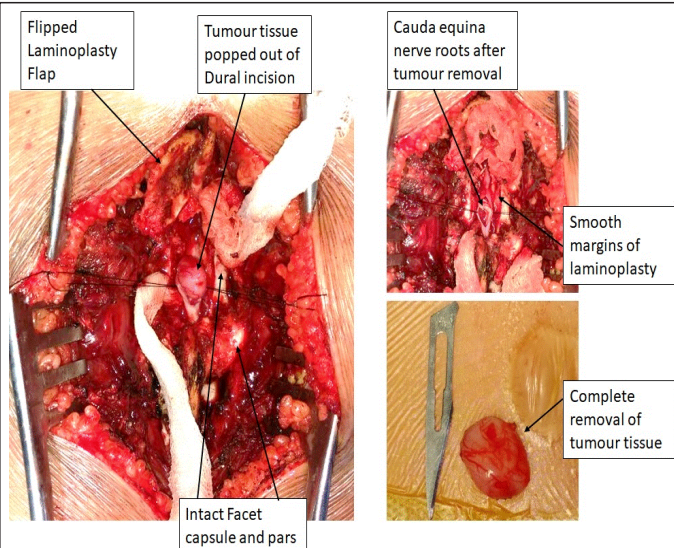 Flipped
Laminoplasty
Flap
Tumour tissue
popped out of
Dural incision
Cauda equina
nerve roots after
tumour removal
Smooth
margins of
laminoplasty
Complete
removal of
tumour tissue
Intact Facet
capsule and pars